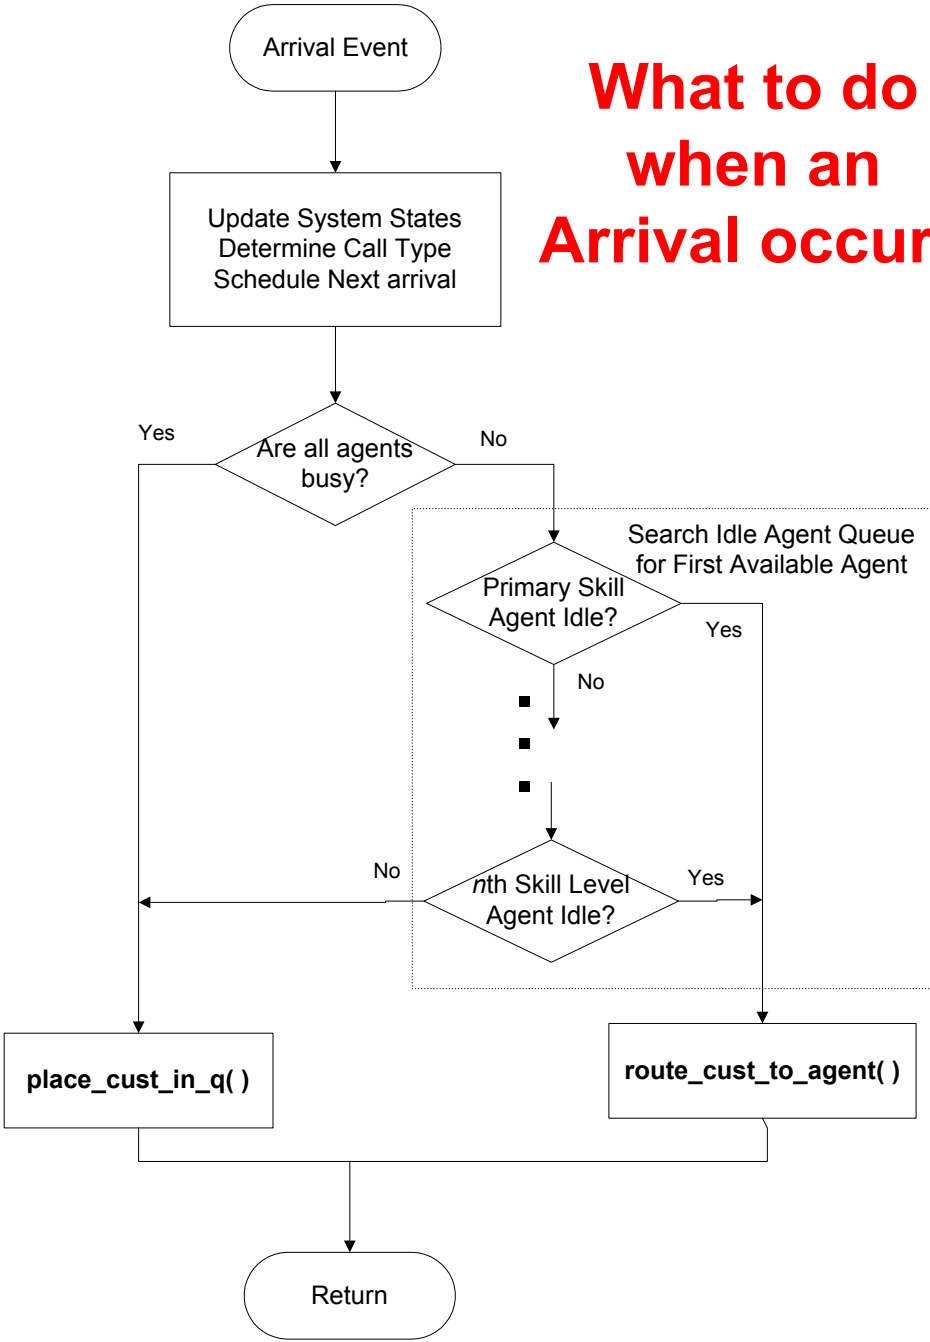 Arrival Event
What to do
when an
Arrival occur
Update System States
Determine Call Type
Schedule Next arrival
Yes
Are all agents
busy?
No
Search Idle Agent Queue
for First Available Agent
Primary Skill
Agent Idle?
Yes
No
No
nth Skill Level
Agent Idle?
Yes
place_cust_in_q( )
route_cust_to_agent( )
Return